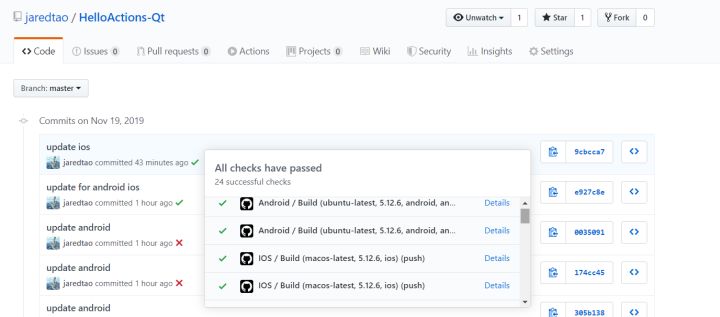 jaredtao / HelloActions-Qt
Unwatch 1 Star 1 Fork 0
Code Issues 0 Pull requests 0 Actions Projects 0 Wiki Security Insights Settings
Branch: master
Commits on Nov 19, 2019
update ios
jaredtao committed 43 minutes ago
9cbcca7
All checks have passed
24 successful checks
update for android ios
jaredtao committed 1 hour ago
e927c8e
Android / Build (ubuntu-latest, 5.12.6, android, an... Details
update android
jaredtao committed 1 hour ago
0035091
Android / Build (ubuntu-latest, 5.12.6, android, an... Details
IOS / Build (macos-latest, 5.12.6, ios) (push) Details
update android
jaredtao committed 1 hour ago
174cc45
IOS / Build (macos-latest, 5.12.6, ios) (push) Details
update android
305b138